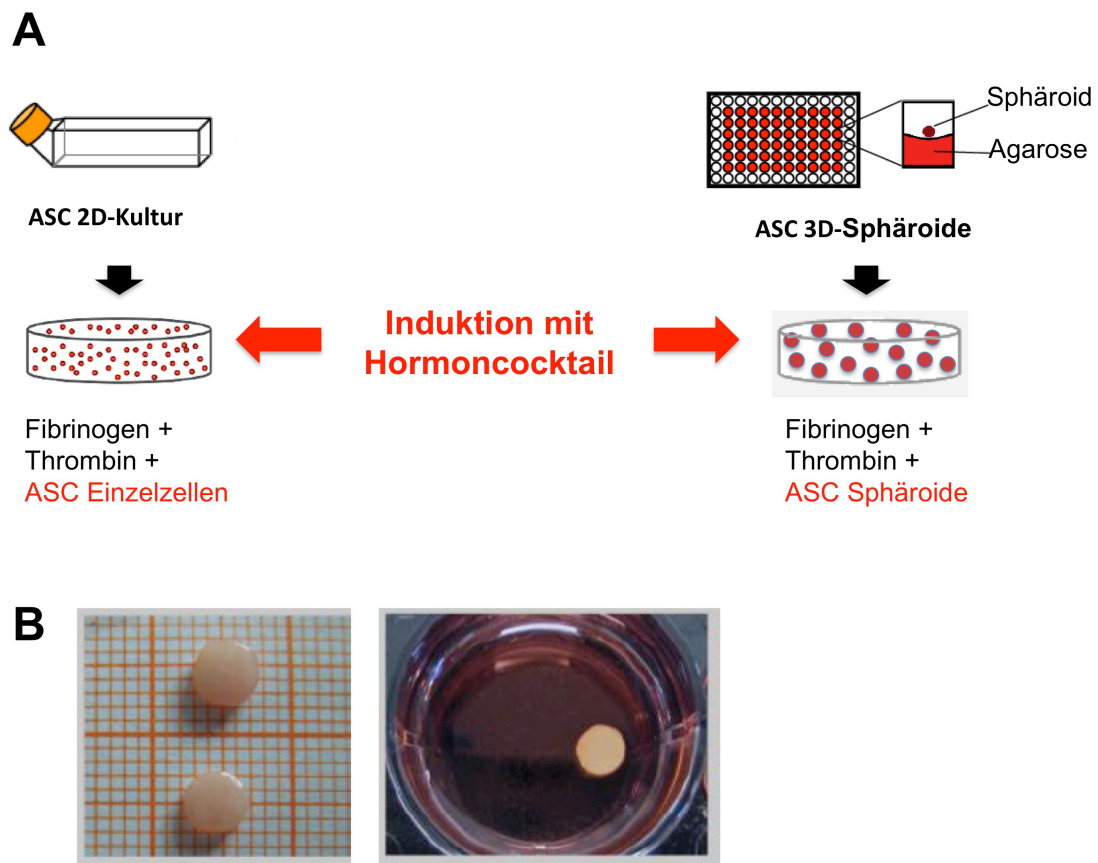 A
Sphäroid
Agarose
ASC 2D-Kultur
ASC 3D-Sphäroide
Induktion mit
Hormoncocktail
Fibrinogen +
Thrombin +
ASC Einzelzellen
Fibrinogen +
Thrombin +
ASC Sphäroide
B